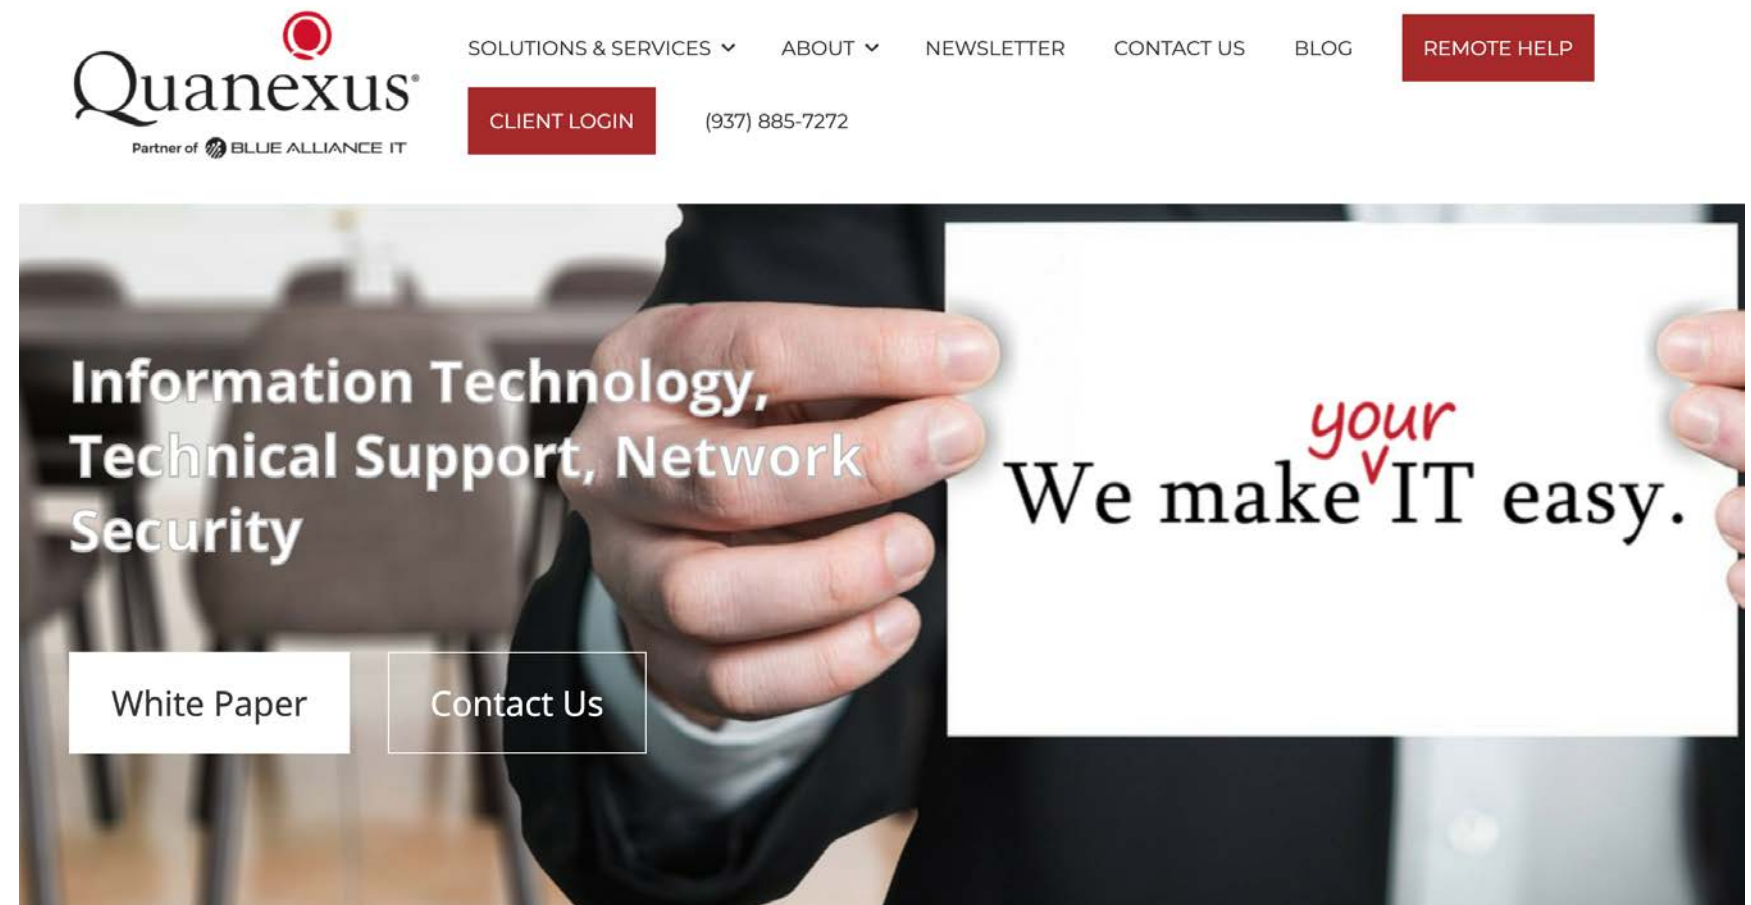 Quanexus®
Partner of BLUE ALLIANCE IT
SOLUTIONS & SERVICES ABOUT NEWSLETTER CONTACT US BLOG REMOTE HELP
CLIENT LOGIN (937) 885-7272
Information Technology,
Technical Support, Network
Security
White Paper Contact Us
your
We make IT easy.